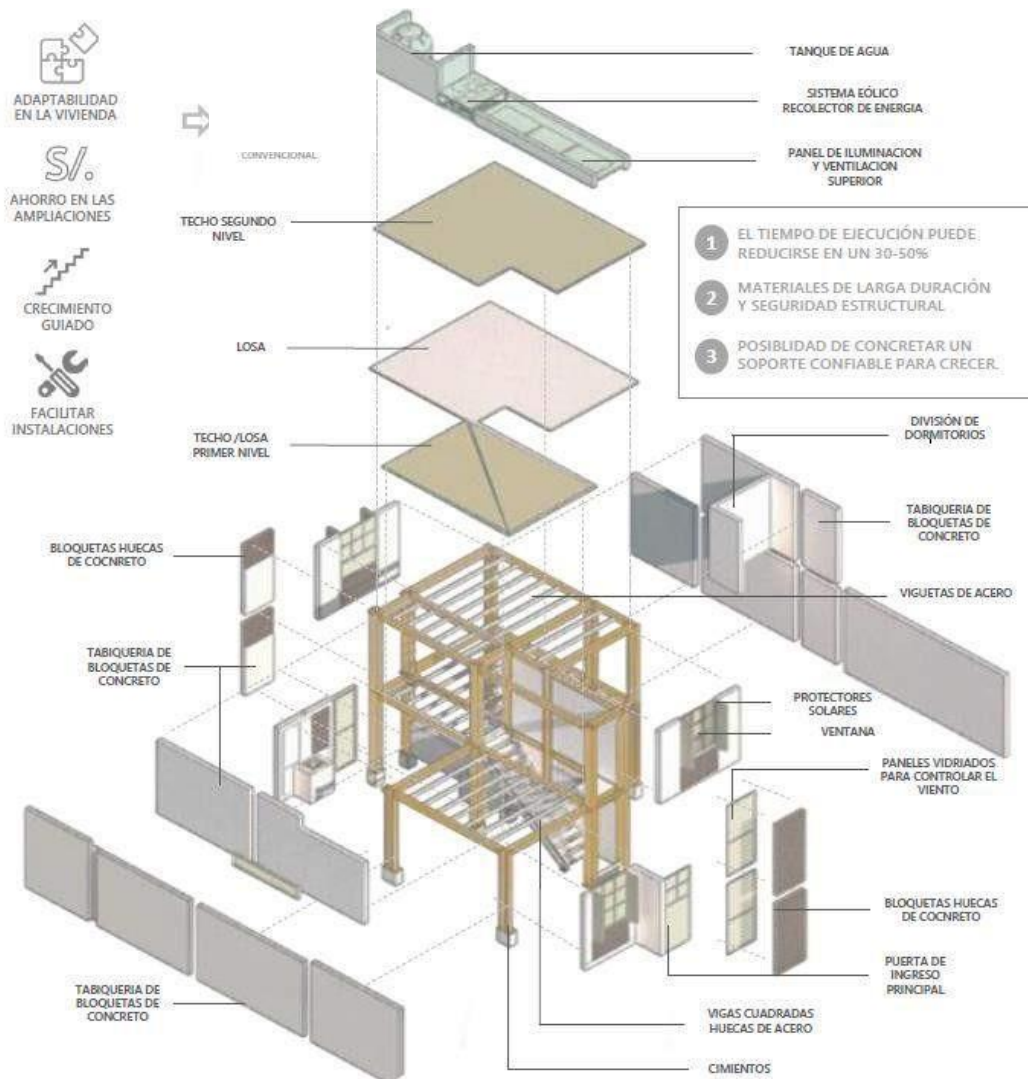 ADAPTABILIDAD
EN LA VIVIENDA
S/.
AHORRO EN LAS
AMPLIACIONES
CRECIMIENTO
GUIADO
FACILITAR
INSTALACIONES
CONVENCIONAL
TANQUE DE AGUA
SISTEMA EÓLICO
RECOLECTOR DE ENERGIA
PANEL DE ILUMINACION
Y VENTILACION
SUPERIOR
TECHO SEGUNDO
NIVEL
1 EL TIEMPO DE EJECUCIÓN PUEDE
REDUCIRSE EN UN 30-50%
2 MATERIALES DE LARGA DURACIÓN
Y SEGURIDAD ESTRUCTURAL
3 POSIBLIDAD DE CONCRETAR UN
SOPORTE CONFIABLE PARA CRECER.
LOSA
TECHO /LOSA
PRIMER NIVEL
DIVISIÓN DE
DORMITORIOS
TABIQUERIA DE
BLOQUETAS DE
CONCRETO
BLOQUETAS HUECAS
DE COCNRETO
VIGUETAS DE ACERO
TABIQUERIA DE
BLOQUETAS DE
CONCRETO
PROTECTORES
SOLARES
VENTANA
PANELES VIDRIADOS
PARA CONTROLAR EL
VIENTO
BLOQUETAS HUECAS
DE COCNRETO
PUERTA DE
INGRESO
PRINCIPAL
TABIQUERIA DE
BLOQUETAS DE
CONCRETO
VIGAS CUADRADAS
HUECAS DE ACERO
CIMIENTOS